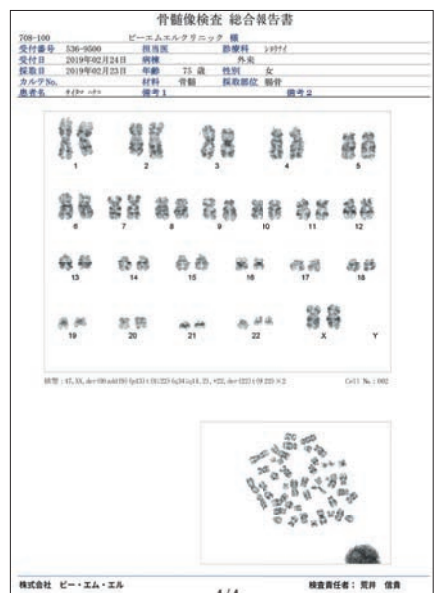 骨髄像検査 総合報告書
708-100 ビーエムエルクリニック 様
受付番号 536-9500 担当医 診療科 ｼｮｳﾅｲ
受付日 2019年02月24日 病棟 外来
採取日 2019年02月23日 年齢 75 歳 性別 女
カルテNo. 材料 骨髄 採取部位 腸骨
患者名 備考1 備考2
1 2 3 4 5
6 7 8 9 10 11 12
13 14 15 16 17 18
19 20 21 22 X Y
Cell No.: 002
株式会社 ビー・エム・エル 4 / 4 検査責任者: 荒井 信貴